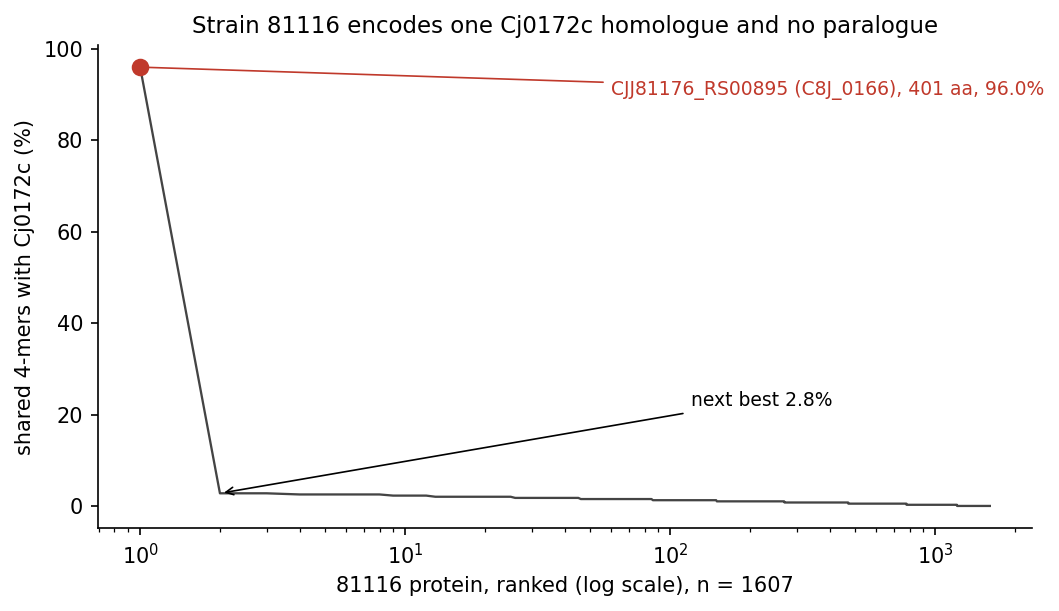 Strain 81116 encodes one Cj0172c homologue and no paralogue
100
80
60
40
20
0
shared 4-mers with Cj0172c (%)
CJJ81176_RS00895 (C8J_0166), 401 aa, 96.0%
next best 2.8%
10⁰ 10¹ 10² 10³
81116 protein, ranked (log scale), n = 1607